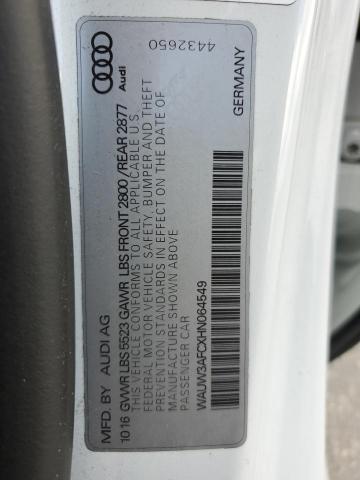 MFD. BY AUDI AG
10 16 GVWR LBS 5523 GAWR LBS FRONT 2800 / REAR 2877
THIS VEHICLE CONFORMS TO ALL APPLICABLE U.S.
FEDERAL MOTOR VEHICLE SAFETY, BUMPER AND THEFT
PREVENTION STANDARDS IN EFFECT ON THE DATE OF
MANUFACTURE SHOWN ABOVE
PASSENGER CAR
WAUW3AFCXHN064549
GERMANY
Audi
4432650